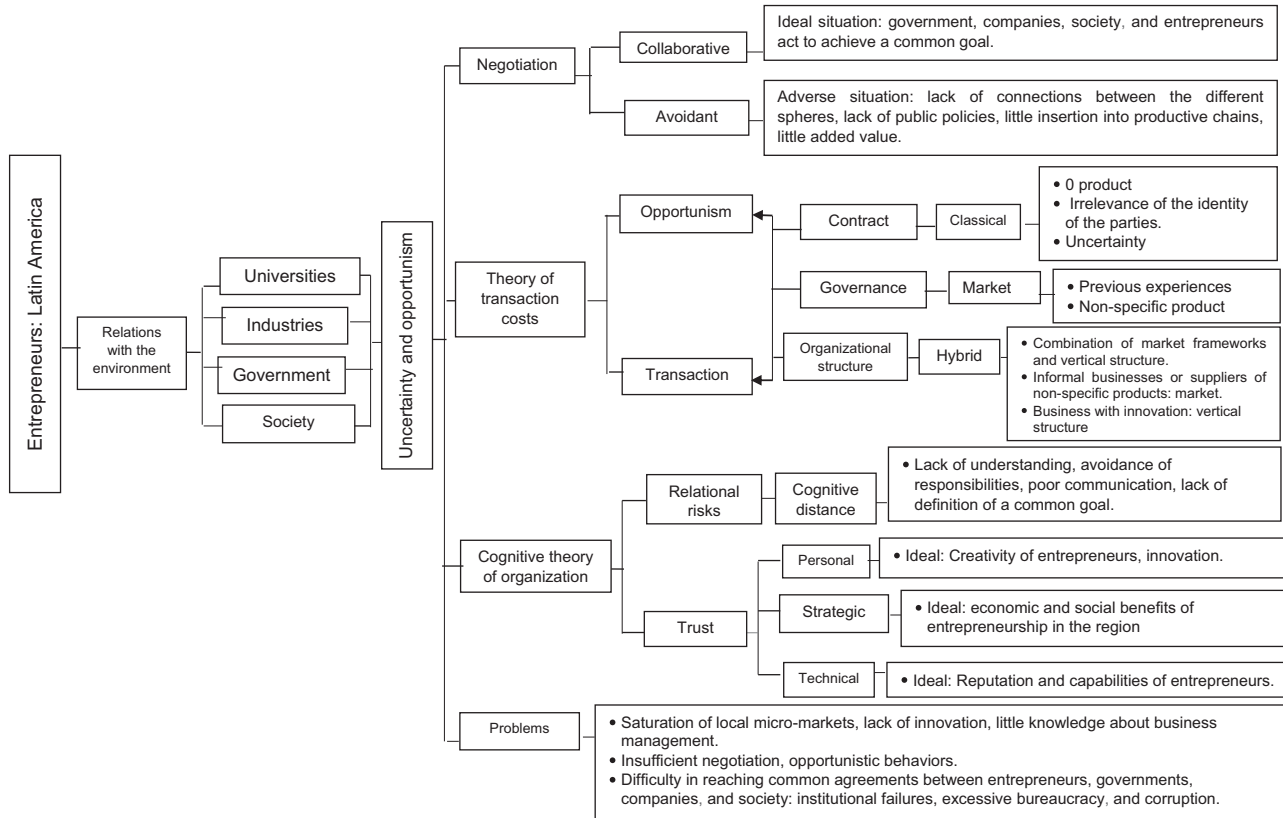 Entrepreneurs: Latin America
Relations
with the
environment
Universities
Industries
Government
Society
Uncertainty and opportunism
Negotiation
Collaborative
Ideal situation: government, companies, society, and entrepreneurs
act to achieve a common goal.
Avoidant
Adverse situation: lack of connections between the different
spheres, lack of public policies, little insertion into productive chains,
little added value.
Theory of
transaction
costs
Opportunism
Transaction
Contract
Classical
• 0 product
• Irrelevance of the identity
of the parties.
• Uncertainty
Governance
Market
• Previous experiences
• Non-specific product
Organizational
structure
Hybrid
• Combination of market frameworks
and vertical structure.
• Informal businesses or suppliers of
non-specific products: market.
• Business with innovation: vertical
structure
Cognitive theory
of organization
Relational
risks
Cognitive
distance
• Lack of understanding, avoidance of
responsibilities, poor communication, lack of
definition of a common goal.
Trust
Personal
• Ideal: Creativity of entrepreneurs, innovation.
Strategic
• Ideal: economic and social benefits of
entrepreneurship in the region
Technical
• Ideal: Reputation and capabilities of entrepreneurs.
Problems
• Saturation of local micro-markets, lack of innovation, little knowledge about business
management.
• Insufficient negotiation, opportunistic behaviors.
• Difficulty in reaching common agreements between entrepreneurs, governments,
companies, and society: institutional failures, excessive bureaucracy, and corruption.